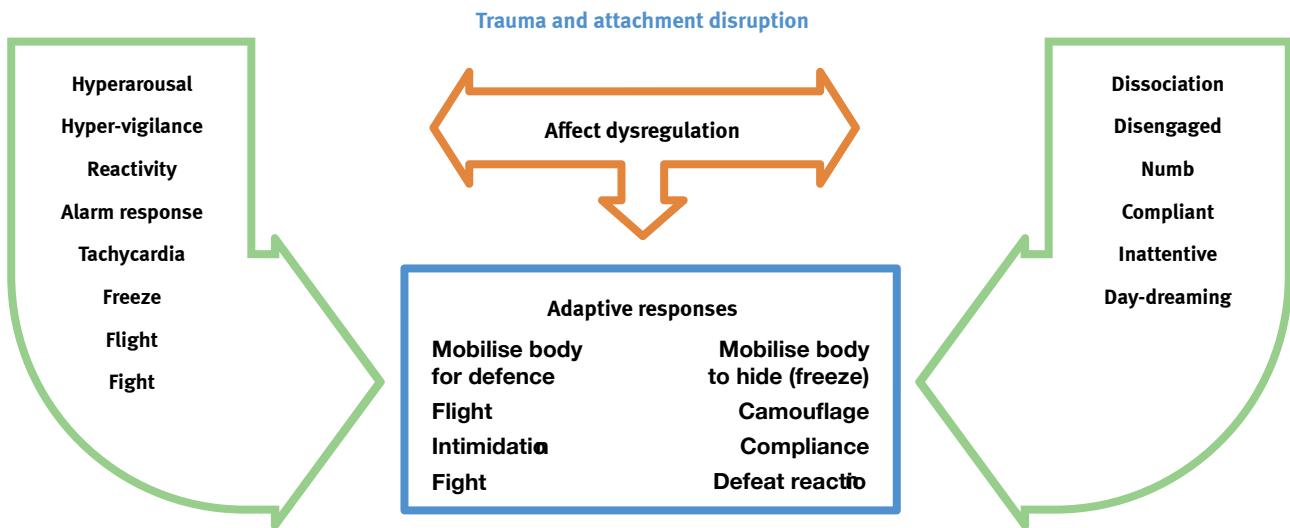 Trauma and attachment disruption
Hyperarousal
Hyper-vigilance
Reactivity
Alarm response
Tachycardia
Freeze
Flight
Fight
Affect dysregulation
Adaptive responses
Mobilise body
for defence
Flight
Intimidation
Fight
Mobilise body
to hide (freeze)
Camouflage
Compliance
Defeat reactio
Dissociation
Disengaged
Numb
Compliant
Inattentive
Day-dreaming